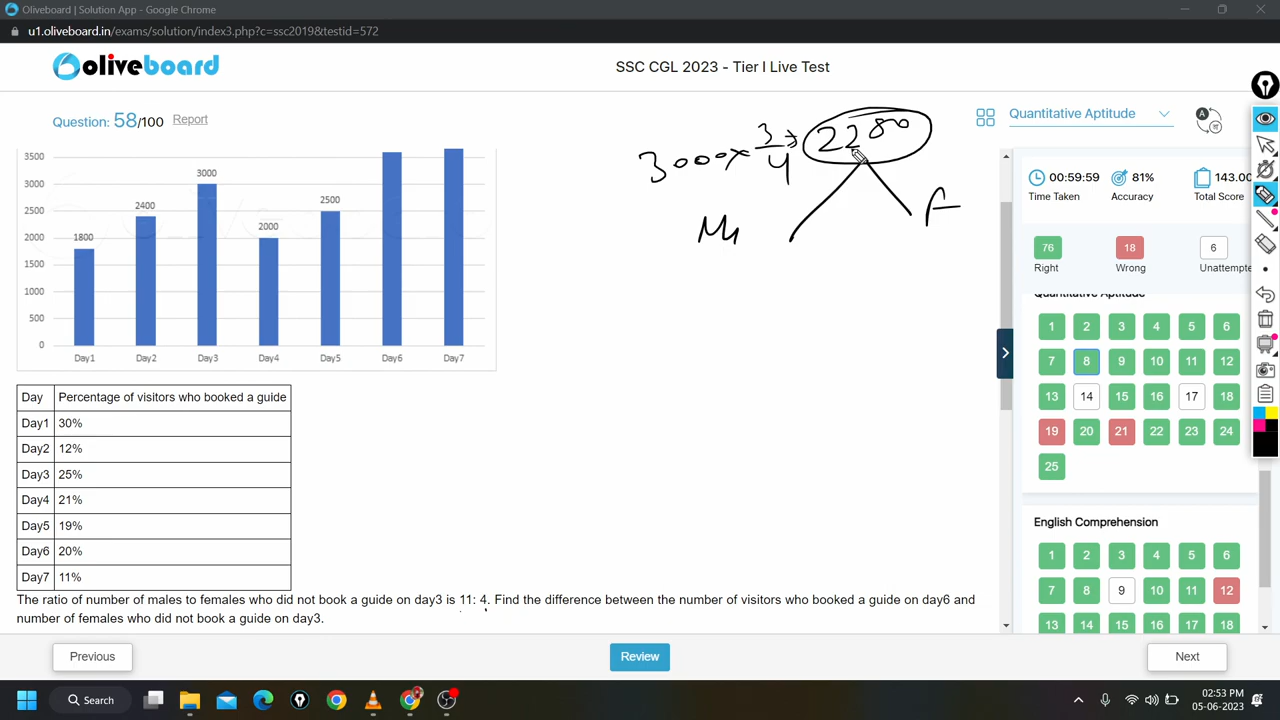 Oliveboard | Solution App - Google Chrome
u1.oliveboard.in/exams/solution/index3.php?c=ssc2019&testid=572
oliveboard
SSC CGL 2023 - Tier I Live Test
Question: 58/100 Report
Quantitative Aptitude
3000 × 3/4 → 2280
M
F
3500
3000
2500
2000
1500
1000
500
0
1800
2400
3000
2000
2500
Day1 Day2 Day3 Day4 Day5 Day6 Day7
Day Percentage of visitors who booked a guide
Day1 30%
Day2 12%
Day3 25%
Day4 21%
Day5 19%
Day6 20%
Day7 11%
The ratio of number of males to females who did not book a guide on day3 is 11: 4. Find the difference between the number of visitors who booked a guide on day6 and
number of females who did not book a guide on day3.
00:59:59 81% 143.00
Time Taken Accuracy Total Score
76 18 6
Right Wrong Unattempte
Quantitative Aptitude
1 2 3 4 5 6
7 8 9 10 11 12
13 14 15 16 17 18
19 20 21 22 23 24
25
English Comprehension
1 2 3 4 5 6
7 8 9 10 11 12
13 14 15 16 17 18
Previous Review Next
Search
02:53 PM
05-06-2023